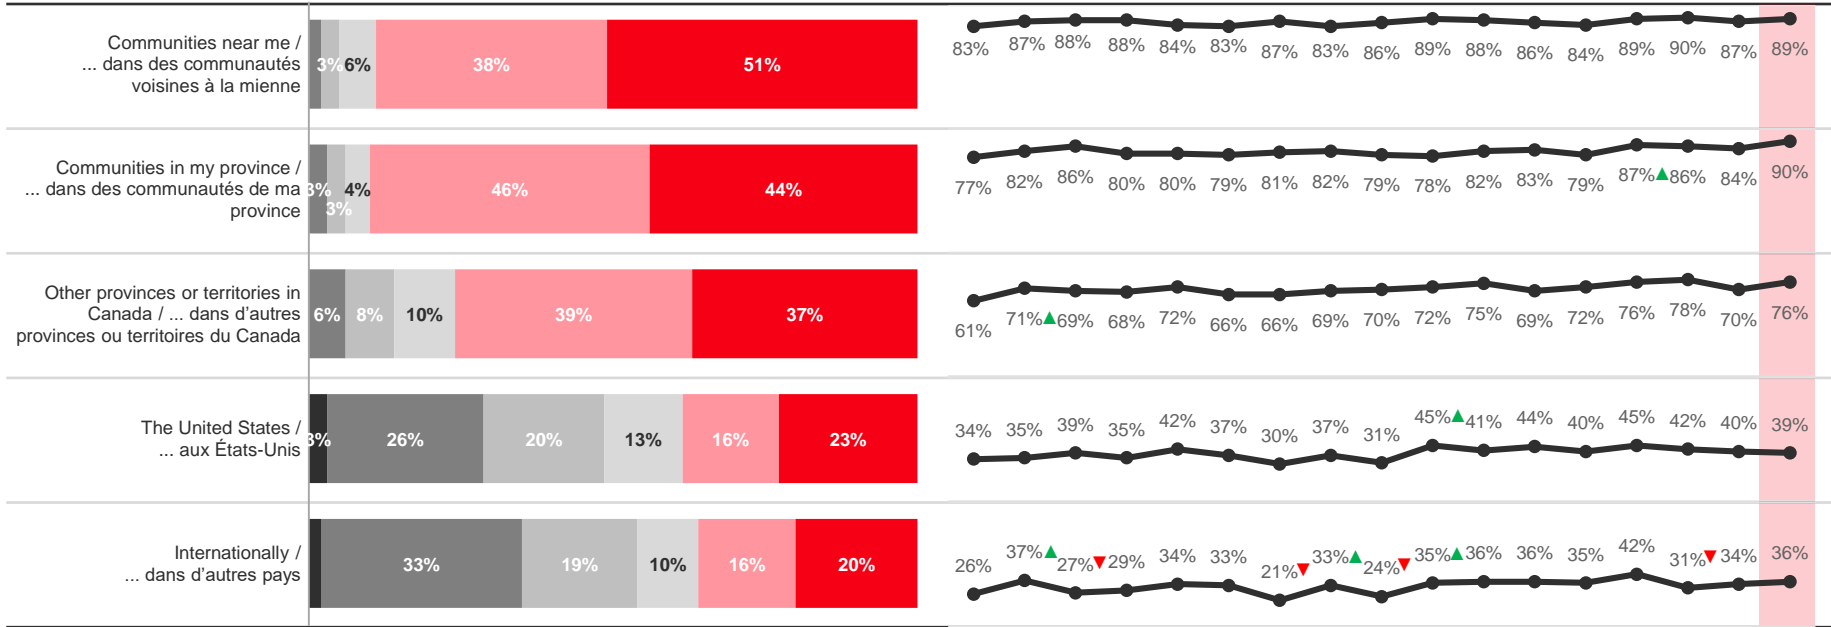 Communities near me /
... dans des communautés
voisines à la mienne
3% 6% 38% 51%
83% 87% 88% 88% 84% 83% 87% 83% 86% 89% 88% 86% 84% 89% 90% 87% 89%
Communities in my province /
... dans des communautés de ma
province
3% 3% 4% 46% 44%
77% 82% 86% 80% 80% 79% 81% 82% 79% 78% 82% 83% 79% 87% 86% 84% 90%
Other provinces or territories in
Canada / ... dans d'autres
provinces ou territoires du Canada
6% 8% 10% 39% 37%
61% 71% 69% 68% 72% 66% 66% 69% 70% 72% 75% 69% 72% 76% 78% 70% 76%
The United States /
... aux États-Unis
3% 26% 20% 13% 16% 23%
34% 35% 39% 35% 42% 37% 30% 37% 31% 45% 41% 44% 40% 45% 42% 40% 39%
Internationally /
... dans d'autres pays
33% 19% 10% 16% 20%
26% 37% 27% 29% 34% 33% 21% 33% 24% 35% 36% 36% 35% 42% 31% 34% 36%